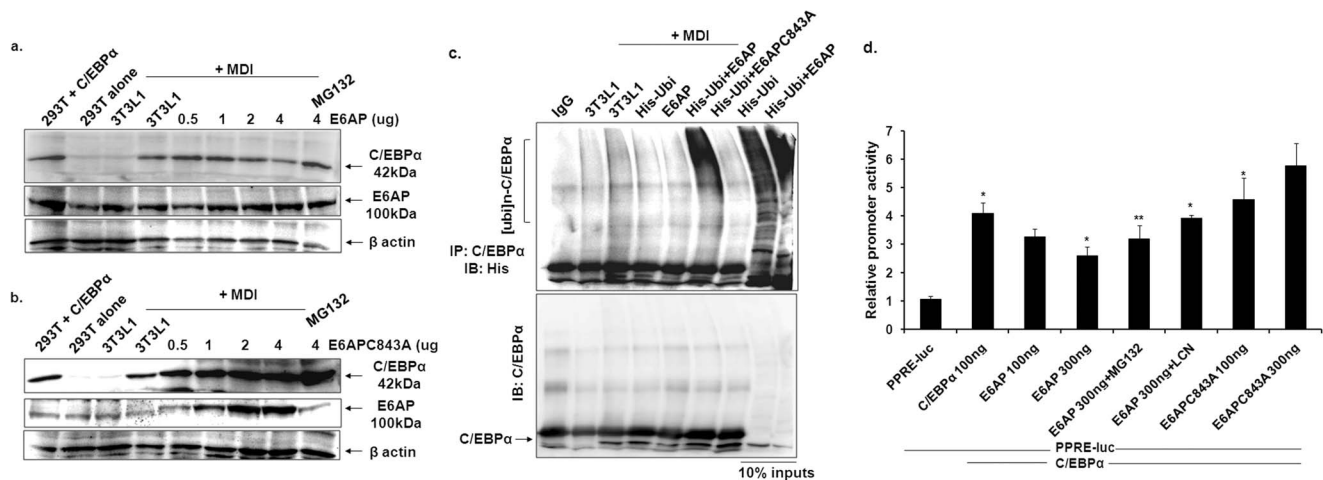 a.
+ MDI
293T + C/EBPα
293T alone
3T3L1
3T3L1
MG132
0.5 1 2 4 4 E6AP (ug)
C/EBPα
42kDa
E6AP
100kDa
β actin
b.
+ MDI
293T + C/EBPα
293T alone
3T3L1
3T3L1
MG132
0.5 1 2 4 4 E6APC843A (ug
C/EBPα
42kDa
E6AP
100kDa
β actin
c.
+ MDI
IgG
3T3L1
3T3L1
His-Ubi
E6AP
His-Ubi+E6AP
His-Ubi+E6APC843A
His-Ubi
His-Ubi+E6AP
[ubi]n-C/EBPα
IP: C/EBPα
IB: His
IB: C/EBPα
C/EBPα
10% inputs
d.
Relative promoter activity
7
6
5
4
3
2
1
0
*
*
**
*
*
PPRE-luc
C/EBPα 100ng
E6AP 100ng
E6AP 300ng
E6AP 300ng+MG132
E6AP 300ng+LCN
E6APC843A 100ng
E6APC843A 300ng
PPRE-luc
C/EBPα